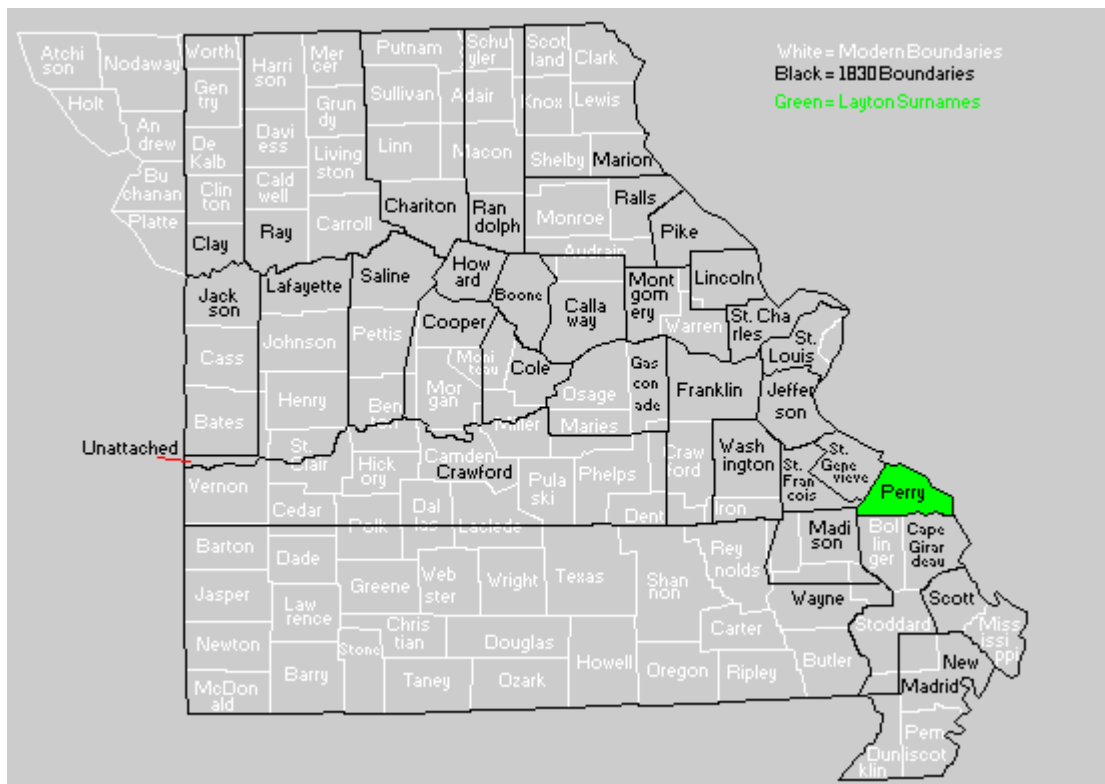 White = Modern Boundaries
Black = 1830 Boundaries
Green = Layton Surnames
Atchi
son
Nodaway
Worth
Harri
son
Mer
cer
Putnam
Schu
yler
Scot
land
Clark
Holt
Gen
try
Grun
dy
Sullivan
Adair
Knox
Lewis
An
drew
De
Kalb
Davi
ess
Living
ston
Linn
Macon
Shelby
Marion
Bu
chanan
Clin
ton
Cald
well
Carroll
Chariton
Ran
dolph
Monroe
Ralls
Platte
Clay
Ray
Audrain
Pike
Jack
son
Lafayette
Saline
How
ard
Boone
Calla
way
Mont
gom
ery
Lincoln
Warren
St. Cha
rles
St.
Louis
Cass
Johnson
Pettis
Cooper
Moni
teau
Cole
Osage
Gas
con
ade
Franklin
Jeffer
son
Bates
Henry
Ben
ton
Mor
gan
Miller
Maries
Unattached
Vernon
St.
Clair
Hick
ory
Camden
Crawford
Pula
ski
Phelps
Craw
ford
Wash
ington
St.
Fran
cois
St.
Gene
vieve
Perry
Cedar
Polk
Dal
las
Laclede
Dent
Iron
Madi
son
Bol
linger
Cape
Girar
deau
Barton
Dade
Greene
Web
ster
Wright
Texas
Shan
non
Rey
nolds
Wayne
Scott
Jasper
Law
rence
Chris
tian
Douglas
Carter
Stoddard
Miss
issi
ppi
Newton
Stone
Howell
Oregon
Ripley
Butler
New
Madrid
McDon
ald
Barry
Taney
Ozark
Dun
klin
Pem
iscot